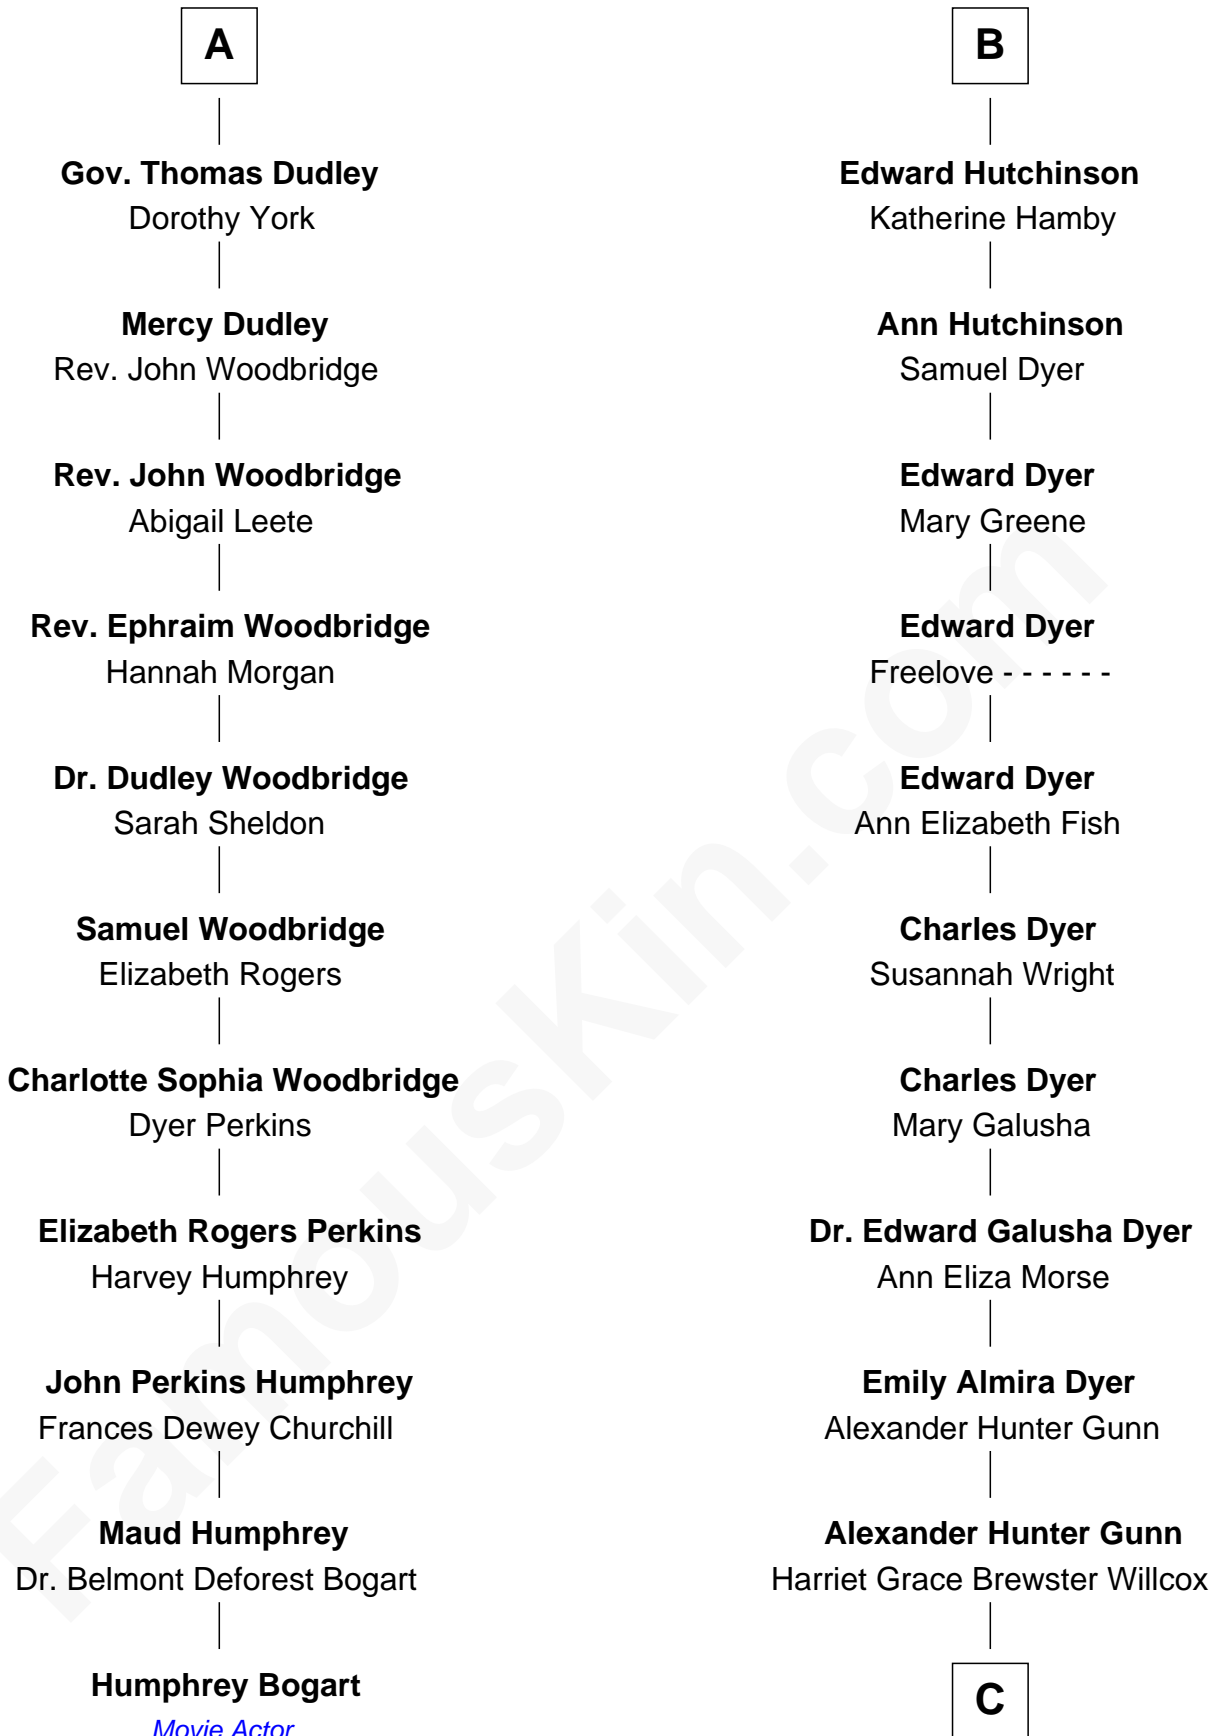 A
Gov. Thomas Dudley
Dorothy York
Mercy Dudley
Rev. John Woodbridge
Rev. John Woodbridge
Abigail Leete
Rev. Ephraim Woodbridge
Hannah Morgan
Dr. Dudley Woodbridge
Sarah Sheldon
Samuel Woodbridge
Elizabeth Rogers
Charlotte Sophia Woodbridge
Dyer Perkins
Elizabeth Rogers Perkins
Harvey Humphrey
John Perkins Humphrey
Frances Dewey Churchill
Maud Humphrey
Dr. Belmont Deforest Bogart
Humphrey Bogart
Movie Actor
B
Edward Hutchinson
Katherine Hamby
Ann Hutchinson
Samuel Dyer
Edward Dyer
Mary Greene
Edward Dyer
Freelove - - - - - -
Edward Dyer
Ann Elizabeth Fish
Charles Dyer
Susannah Wright
Charles Dyer
Mary Galusha
Dr. Edward Galusha Dyer
Ann Eliza Morse
Emily Almira Dyer
Alexander Hunter Gunn
Alexander Hunter Gunn
Harriet Grace Brewster Willcox
C
FamousKin.com